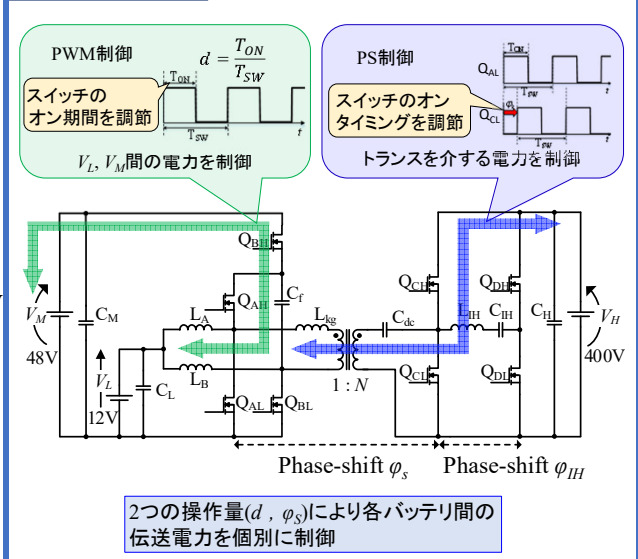 PWM制御
d = T_ON / T_SW
スイッチの
オン期間を調節
T_ON
T_SW
t
V_L, V_M間の電力を制御
PS制御
スイッチのオン
タイミングを調節
T_ON
Q_AL
T_SW
t
Q_CL
t
トランスを介する電力を制御
V_M
48V
C_M
V_L
12V
C_L
L_A
L_B
Q_BH
Q_AH
C_f
Q_AL
Q_BL
L_kg
1 : N
C_dc
Q_CH
Q_DH
L_IH
C_IH
C_H
Q_CL
Q_DL
V_H
400V
Phase-shift φ_s
Phase-shift φ_IH
2つの操作量(d , φ_S)により各バッテリ間の
伝送電力を個別に制御